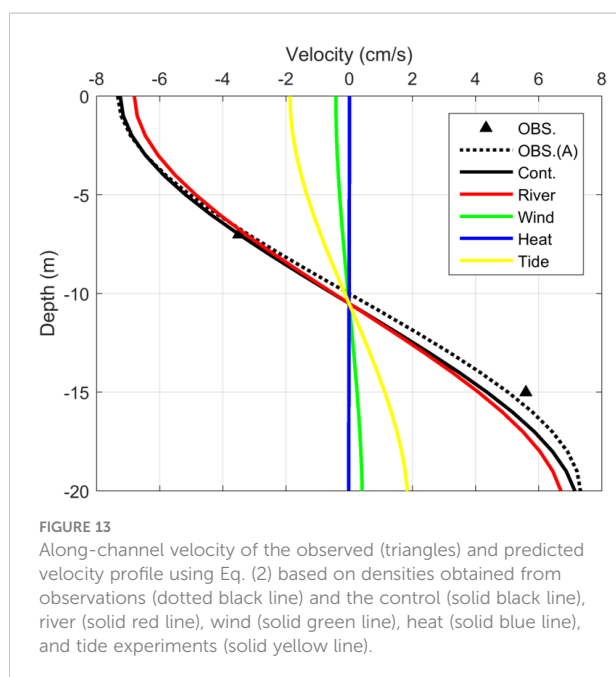 Velocity (cm/s)
-8 -6 -4 -2 0 2 4 6 8
0
-5
-10
-15
-20
Depth (m)
OBS.
OBS.(A)
Cont.
River
Wind
Heat
Tide
FIGURE 13
Along-channel velocity of the observed (triangles) and predicted
velocity profile using Eq. (2) based on densities obtained from
observations (dotted black line) and the control (solid black line),
river (solid red line), wind (solid green line), heat (solid blue line),
and tide experiments (solid yellow line).